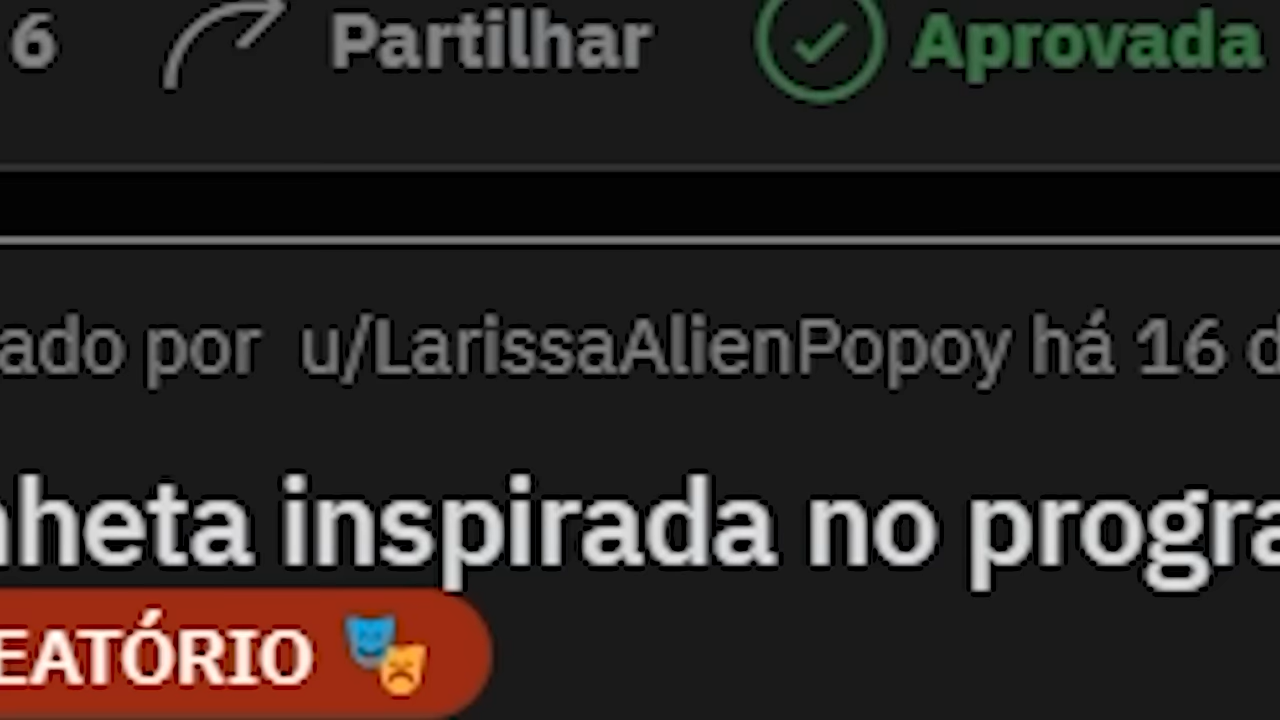 6 Partilhar Aprovada
ado por u/LarissaAlienPopoy há 16 d
nheta inspirada no progra
EATÓRIO